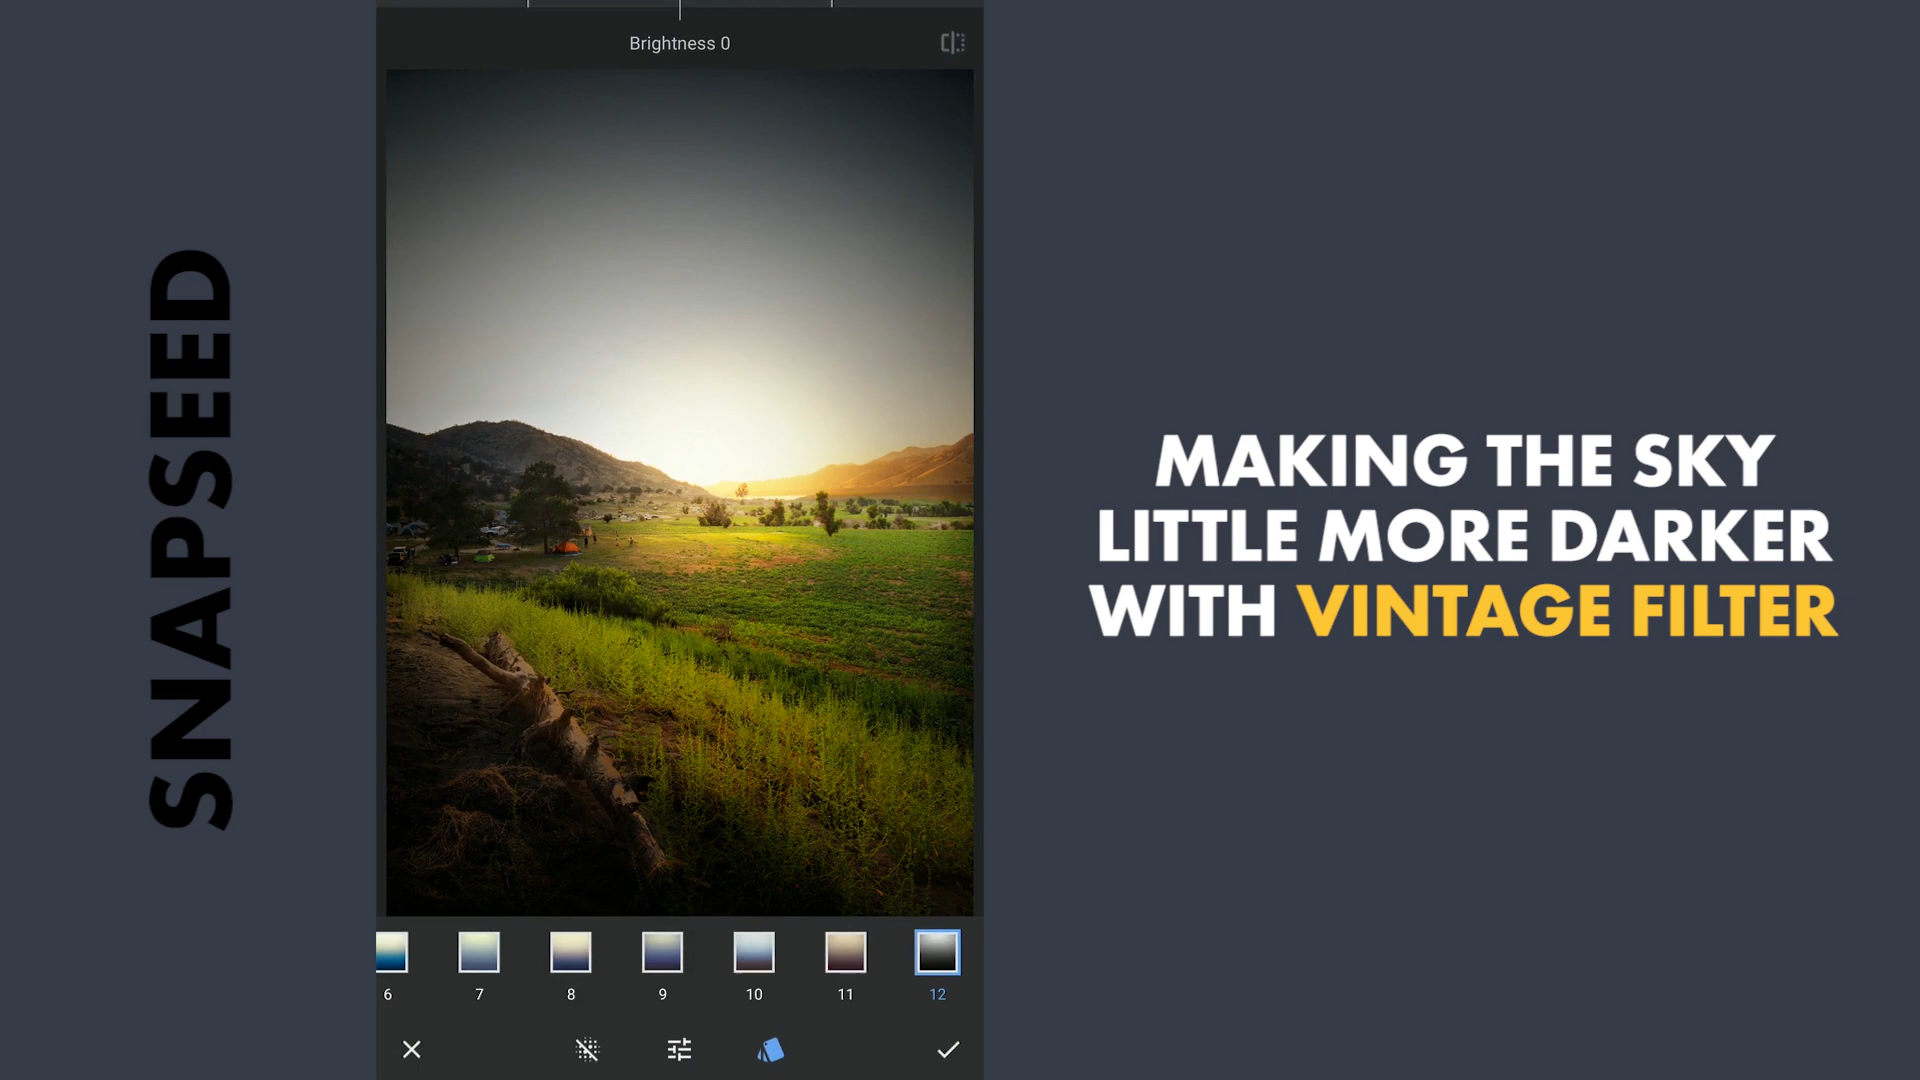 SNAPSEED
Brightness 0
MAKING THE SKY
LITTLE MORE DARKER
WITH VINTAGE FILTER
6 7 8 9 10 11 12